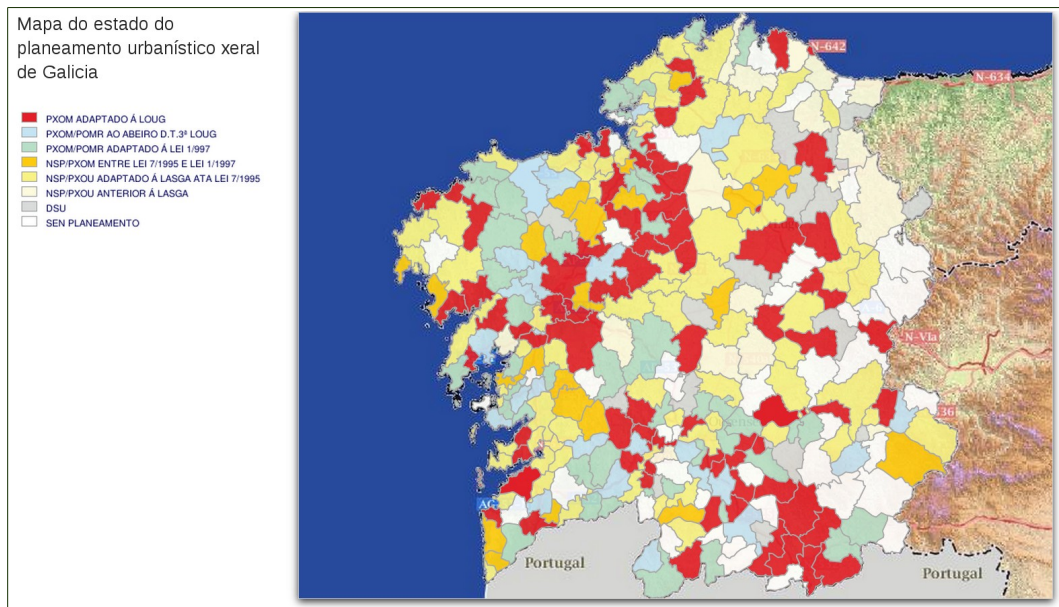 Mapa do estado do
planeamento urbanístico xeral
de Galicia
PXOM ADAPTADO Á LOUG
PXOM/POMR AO ABEIRO D.T.3ª LOUG
PXOM/POMR ADAPTADO Á LEI 1/997
NSP/PXOM ENTRE LEI 7/1995 E LEI 1/1997
NSP/PXOU ADAPTADO Á LASGA ATA LEI 7/1995
NSP/PXOU ANTERIOR Á LASGA
DSU
SEN PLANEAMENTO
N-642
N-634
N-VIa
36
Portugal
Portugal